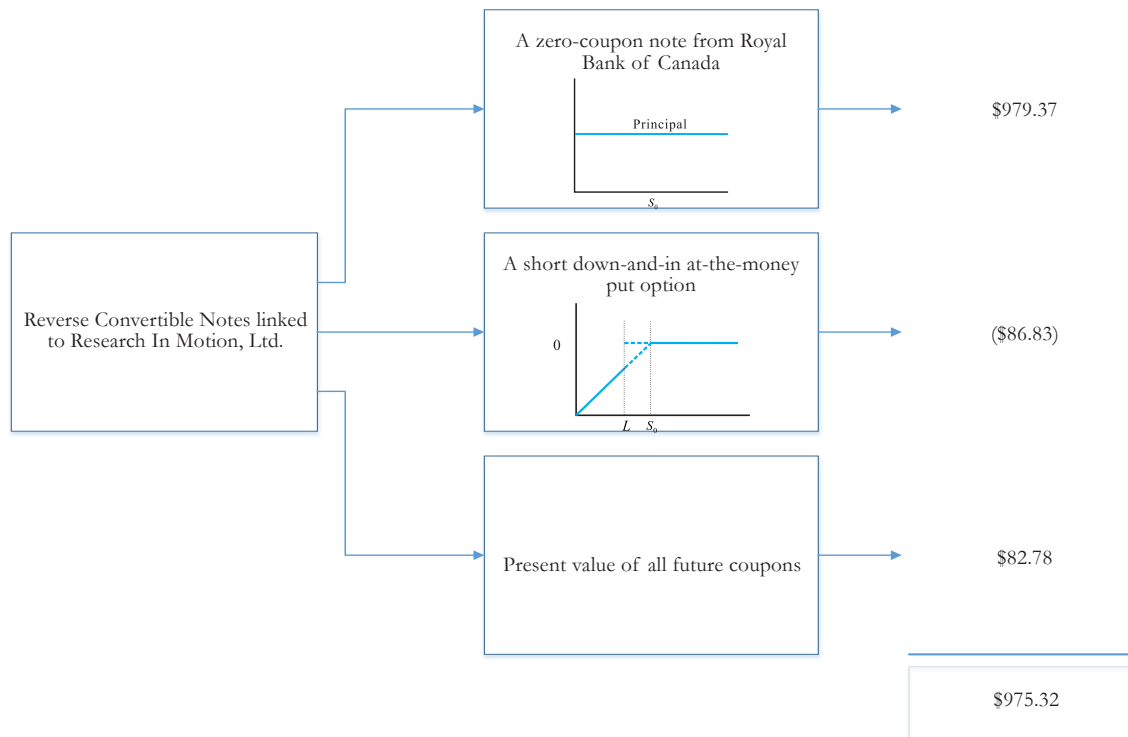 A zero-coupon note from Royal
Bank of Canada
Principal
S₀
$979.37
Reverse Convertible Notes linked
to Research In Motion, Ltd.
A short down-and-in at-the-money
put option
0
L S₀
($86.83)
Present value of all future coupons
$82.78
$975.32